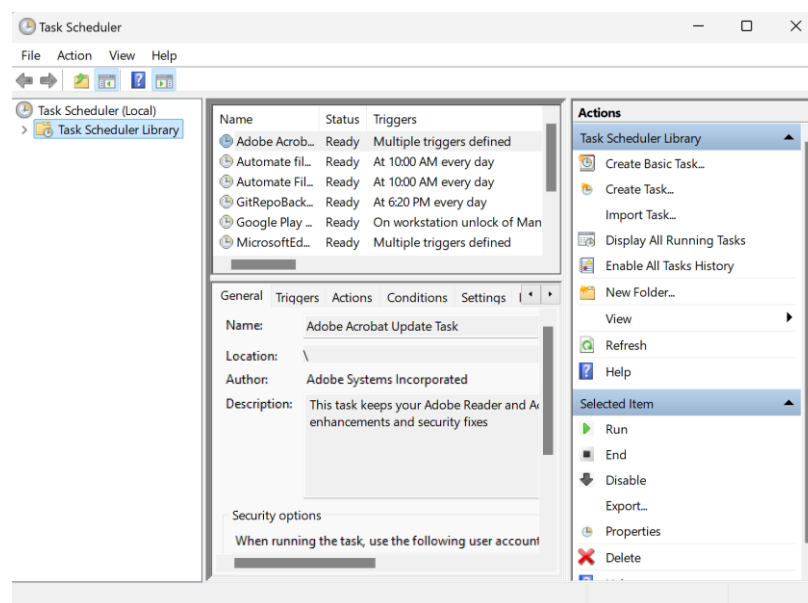 Task Scheduler
File Action View Help
Task Scheduler (Local)
Task Scheduler Library
Name Status Triggers
Adobe Acrob... Ready Multiple triggers defined
Automate fil... Ready At 10:00 AM every day
Automate Fil... Ready At 10:00 AM every day
GitRepoBack... Ready At 6:20 PM every day
Google Play ... Ready On workstation unlock of Man
MicrosoftEd... Ready Multiple triggers defined
General Triggers Actions Conditions Settings
Name: Adobe Acrobat Update Task
Location: \
Author: Adobe Systems Incorporated
Description: This task keeps your Adobe Reader and
enhancements and security fixes
Security options
When running the task, use the following user account
Actions
Task Scheduler Library
Create Basic Task...
Create Task...
Import Task...
Display All Running Tasks
Enable All Tasks History
New Folder...
View
Refresh
Help
Selected Item
Run
End
Disable
Export...
Properties
Delete